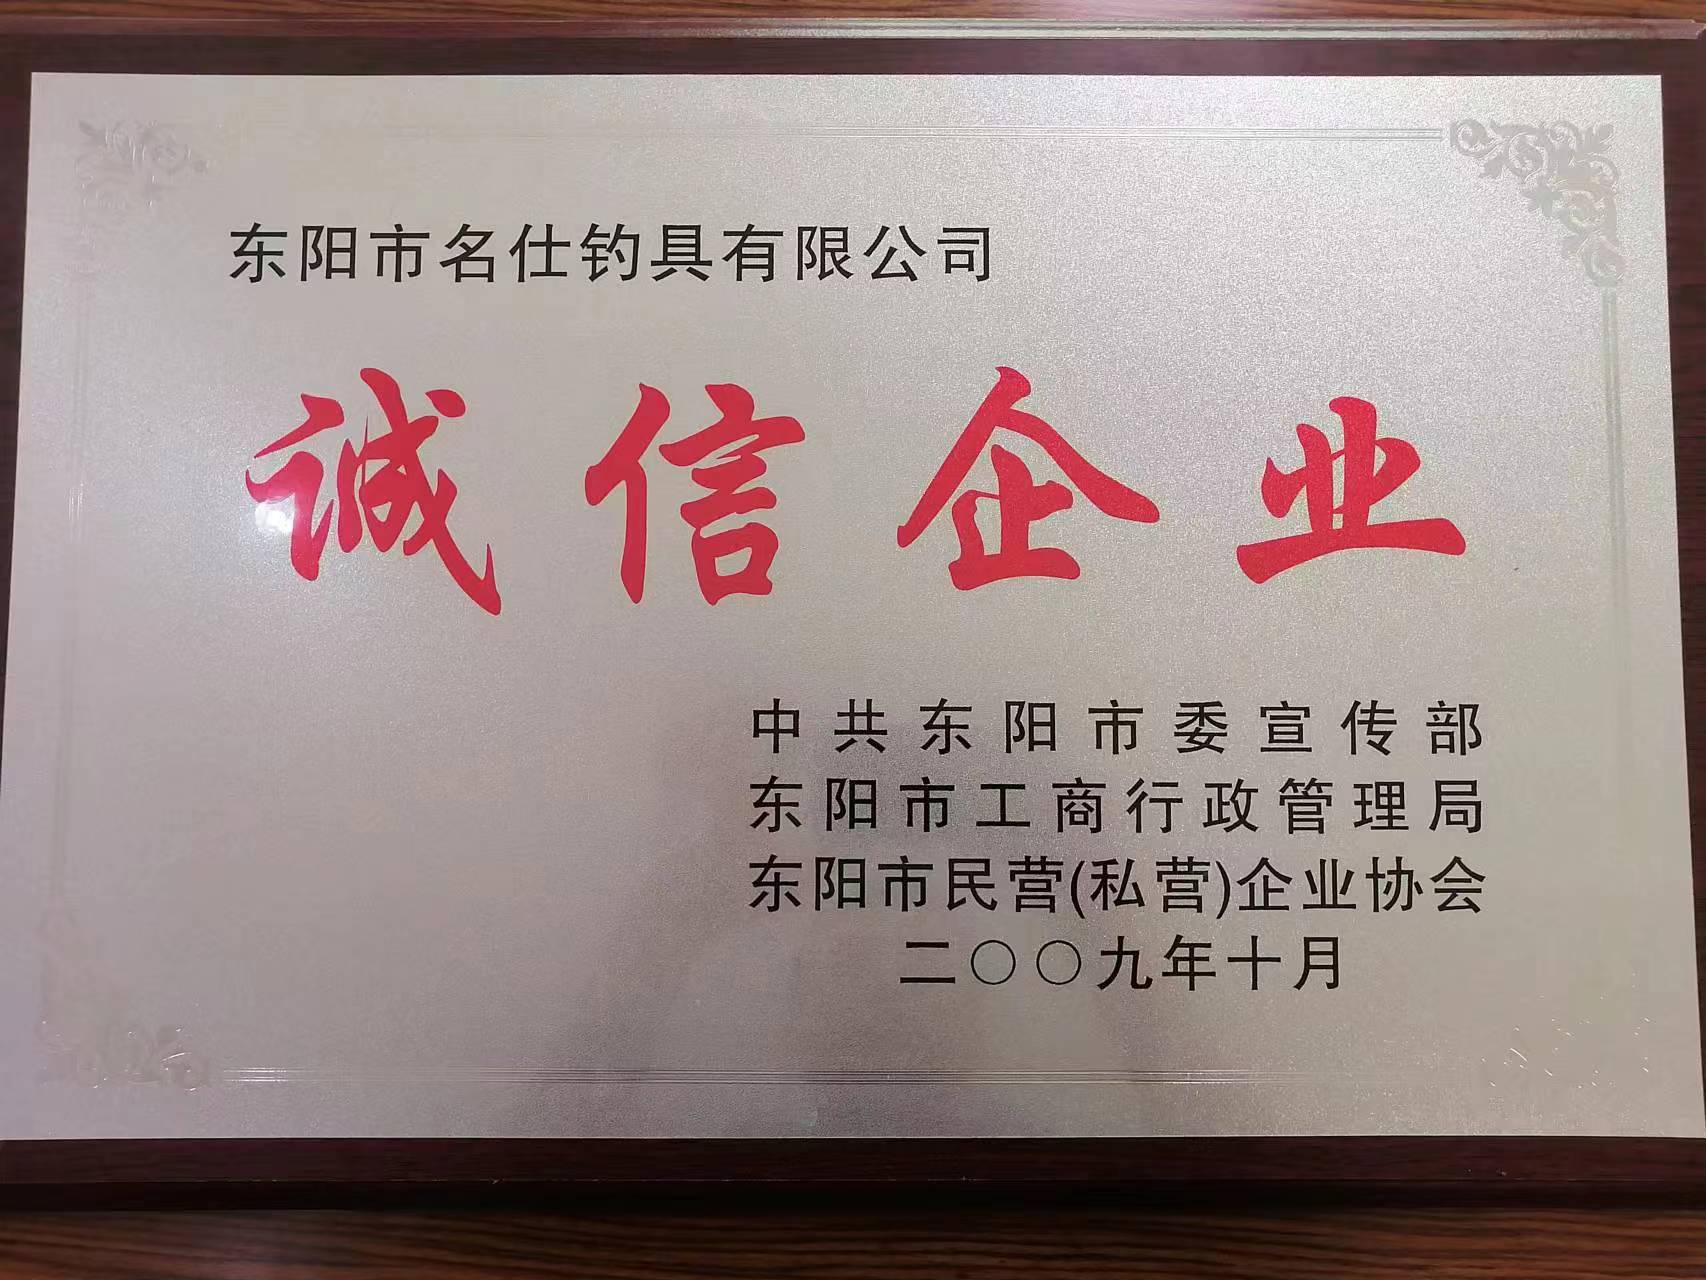 东阳市名仕钓具有限公司
诚信企业
中共东阳市委宣传部
东阳市工商行政管理局
东阳市民营(私营)企业协会
二〇〇九年十月